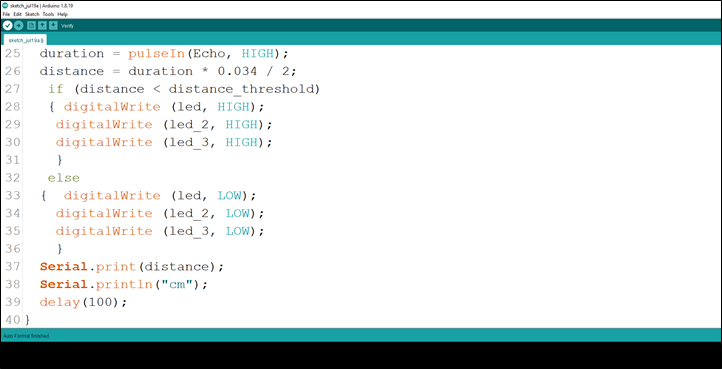 sketch_jul19a | Arduino 1.8.19
File Edit Sketch Tools Help
Verify
sketch_jul19a §
25 duration = pulseIn(Echo, HIGH);
26 distance = duration * 0.034 / 2;
27 if (distance < distance_threshold)
28 { digitalWrite (led, HIGH);
29 digitalWrite (led_2, HIGH);
30 digitalWrite (led_3, HIGH);
31 }
32 else
33 { digitalWrite (led, LOW);
34 digitalWrite (led_2, LOW);
35 digitalWrite (led_3, LOW);
36 }
37 Serial.print(distance);
38 Serial.println("cm");
39 delay(100);
40 }
Auto Format finished.